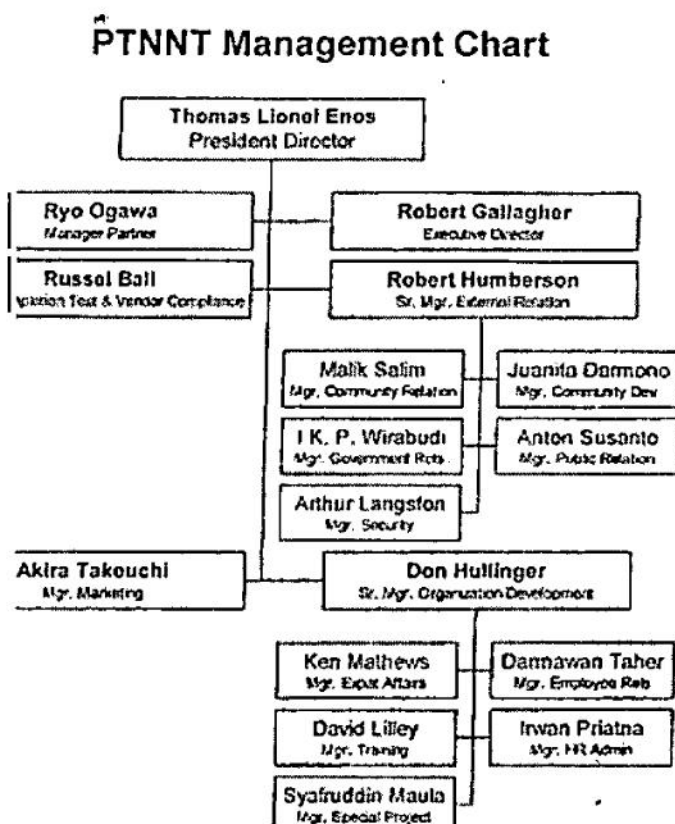 PTNNT Management Chart
Thomas Lionel Enos
President Director
Ryo Ogawa
Manager Partner
Robert Gallagher
Executive Director
Russel Ball
Test & Vendor Compliance
Robert Humberson
Sr. Mgr. External Relation
Malik Salim
Mgr. Community Relation
Juanita Darmono
Mgr. Community Dev
I K. P. Wirabudi
Mgr. Government Rels.
Anton Susanto
Mgr. Public Relation
Arthur Langston
Mgr. Security
Akira Takouchi
Mgr. Marketing
Don Hullinger
Sr. Mgr. Organization Development
Ken Mathews
Mgr. Expat Affairs
Dannawan Taher
Mgr. Employee Rels
David Lilley
Mgr. Training
Irwan Priatna
Mgr. HR Admin
Syafruddin Maula
Mgr. Special Project